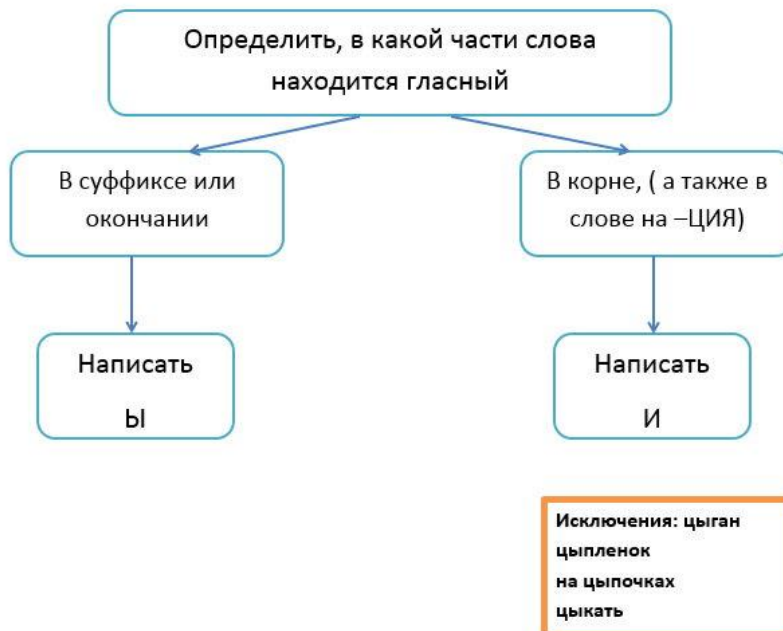 Определить, в какой части слова
находится гласный
В суффиксе или
окончании
В корне, ( а также в
слове на –ЦИЯ)
Написать
Ы
Написать
И
Исключения: цыган
цыпленок
на цыпочках
цыкать